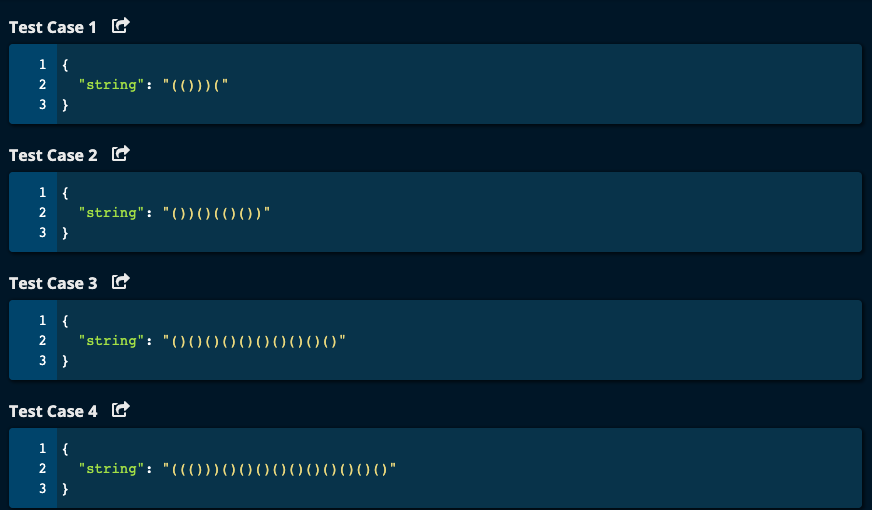 Test Case 1
1 {
2 "string": "(()))("
3 }
Test Case 2
1 {
2 "string": "())()(()())"
3 }
Test Case 3
1 {
2 "string": "()()()()()()()()()()"
3 }
Test Case 4
1 {
2 "string": "((()))()()()()()()()()()()"
3 }